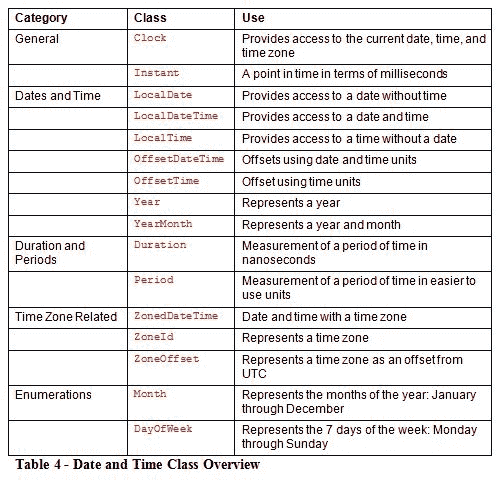 Category Class Use
General Clock Provides access to the current date, time, and
time zone
Instant A point in time in terms of milliseconds
Dates and Time LocalDate Provides access to a date without time
LocalDateTime Provides access to a date and time
LocalTime Provides access to a time without a date
OffsetDateTime Offsets using date and time units
OffsetTime Offset using time units
Year Represents a year
YearMonth Represents a year and month
Duration and Duration Measurement of a period of time in
Periods nanoseconds
Period Measurement of a period of time in easier to
use units
Time Zone Related ZonedDateTime Date and time with a time zone
ZoneId Represents a time zone
ZoneOffset Represents a time zone as an offset from
UTC
Enumerations Month Represents the months of the year: January
through December
DayOfWeek Represents the 7 days of the week: Monday
through Sunday
Table 4 - Date and Time Class Overview